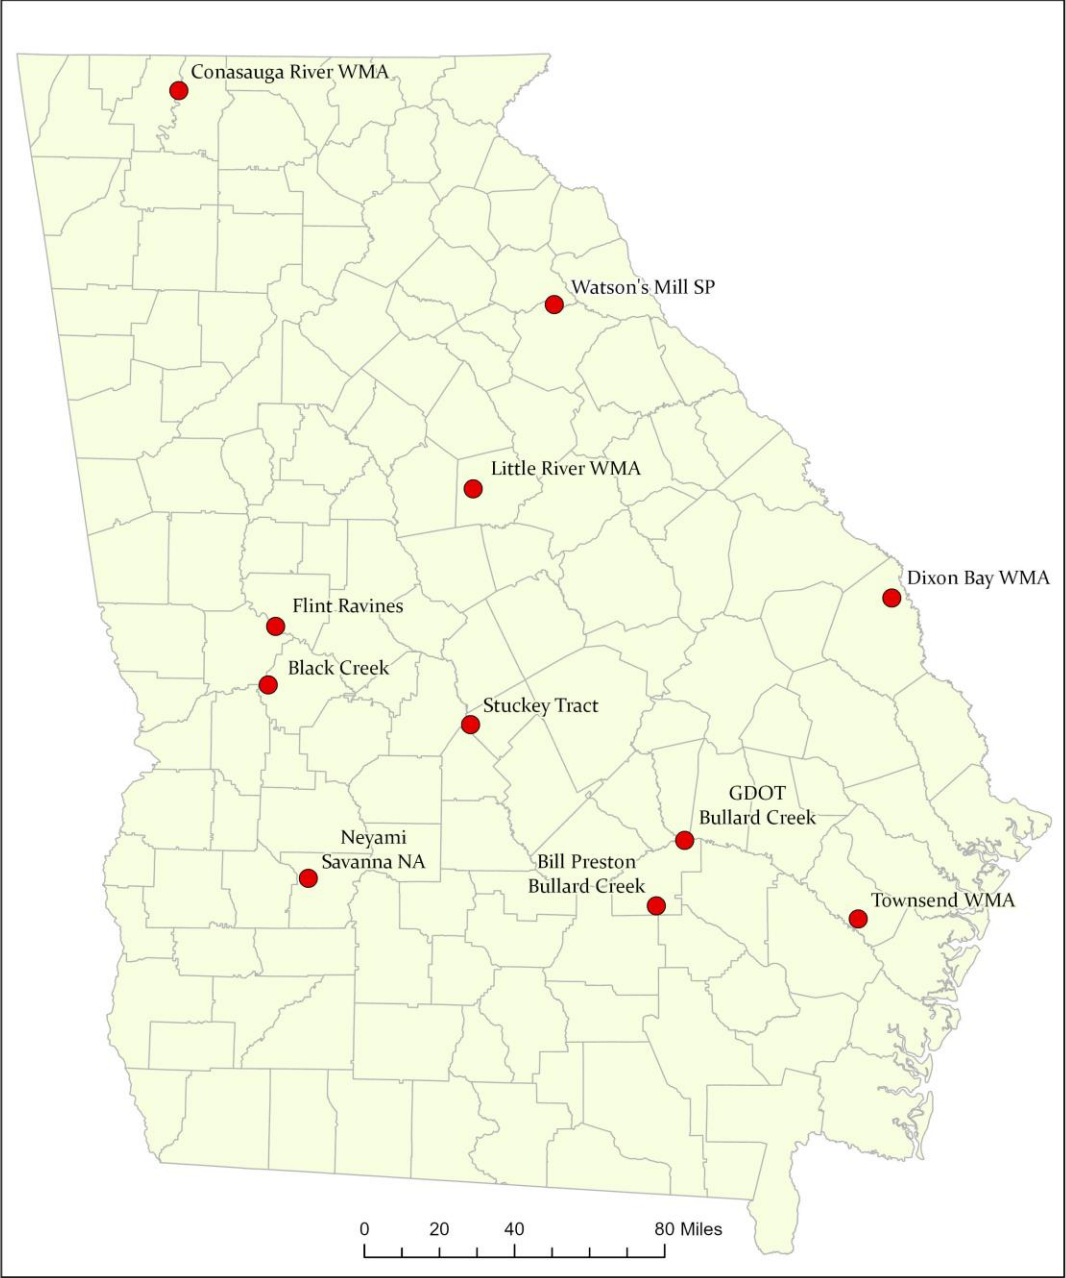 Conasauga River WMA
Watson's Mill SP
Little River WMA
Dixon Bay WMA
Flint Ravines
Black Creek
Stuckey Tract
GDOT
Bullard Creek
Neyami
Savanna NA
Bill Preston
Bullard Creek
Townsend WMA
0 20 40 80 Miles